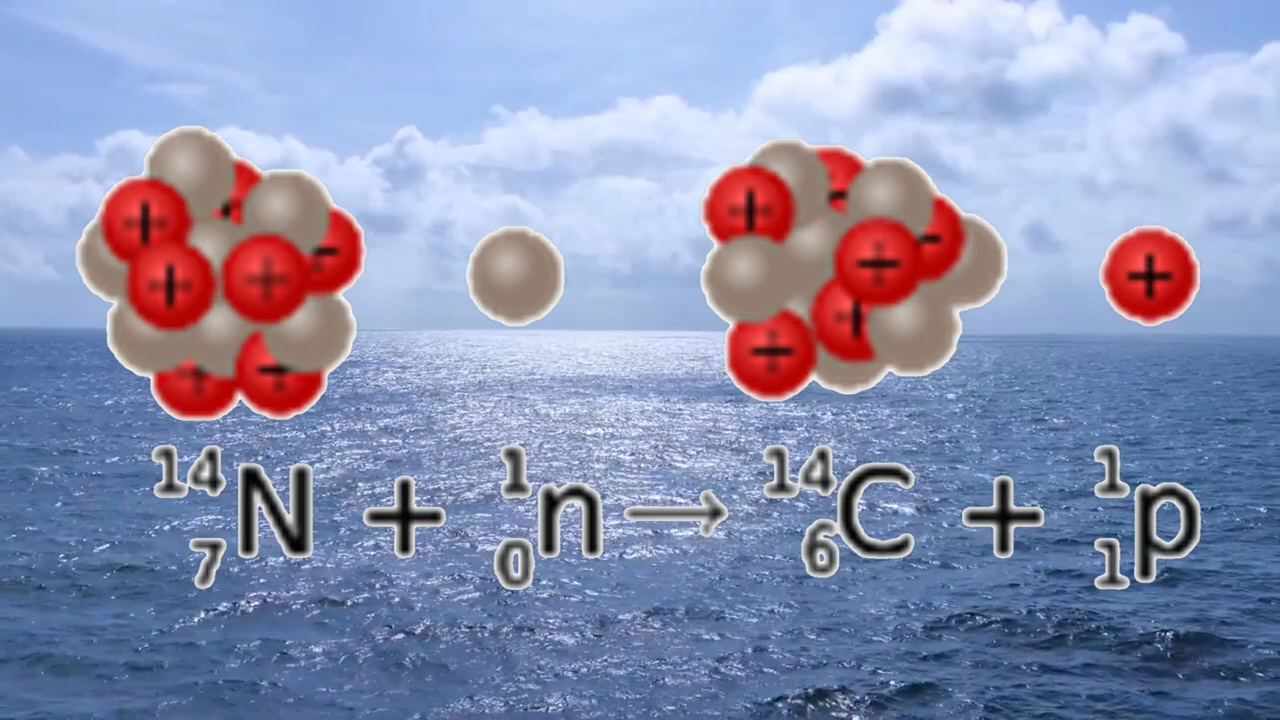 ¹⁴₇N + ¹₀n → ¹⁴₆C + ¹₁p